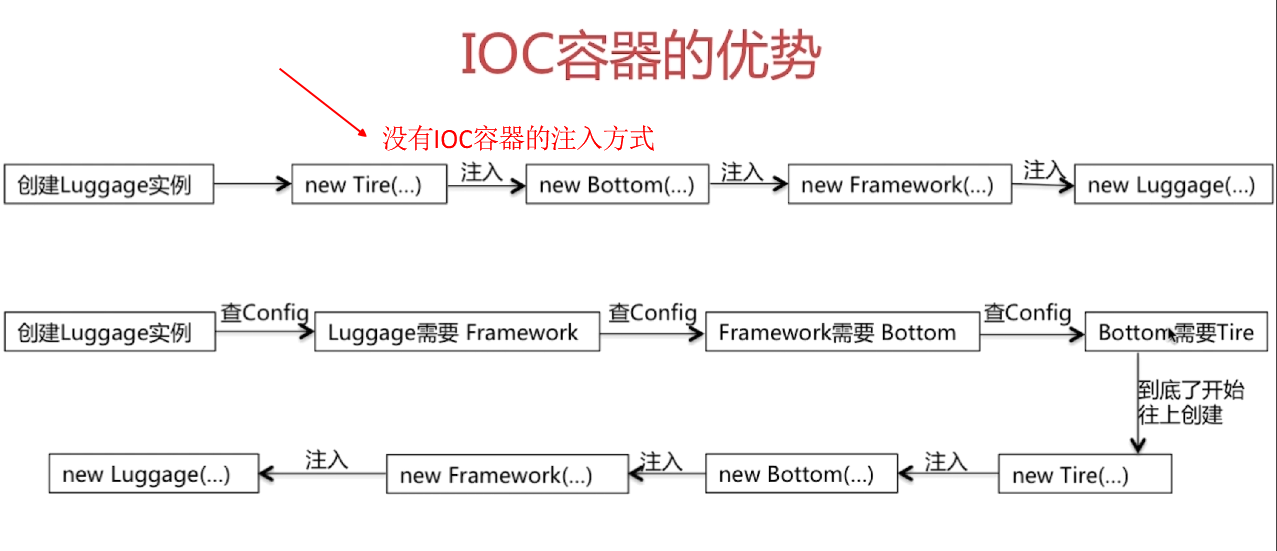 IOC容器的优势
没有IOC容器的注入方式
创建Luggage实例
new Tire(...)
注入
new Bottom(...)
注入
new Framework(...)
注入
new Luggage(...)
创建Luggage实例
查Config
Luggage需要 Framework
查Config
Framework需要 Bottom
查Config
Bottom需要Tire
到底了开始
往上创建
new Luggage(...)
注入
new Framework(...)
注入
new Bottom(...)
注入
new Tire(...)